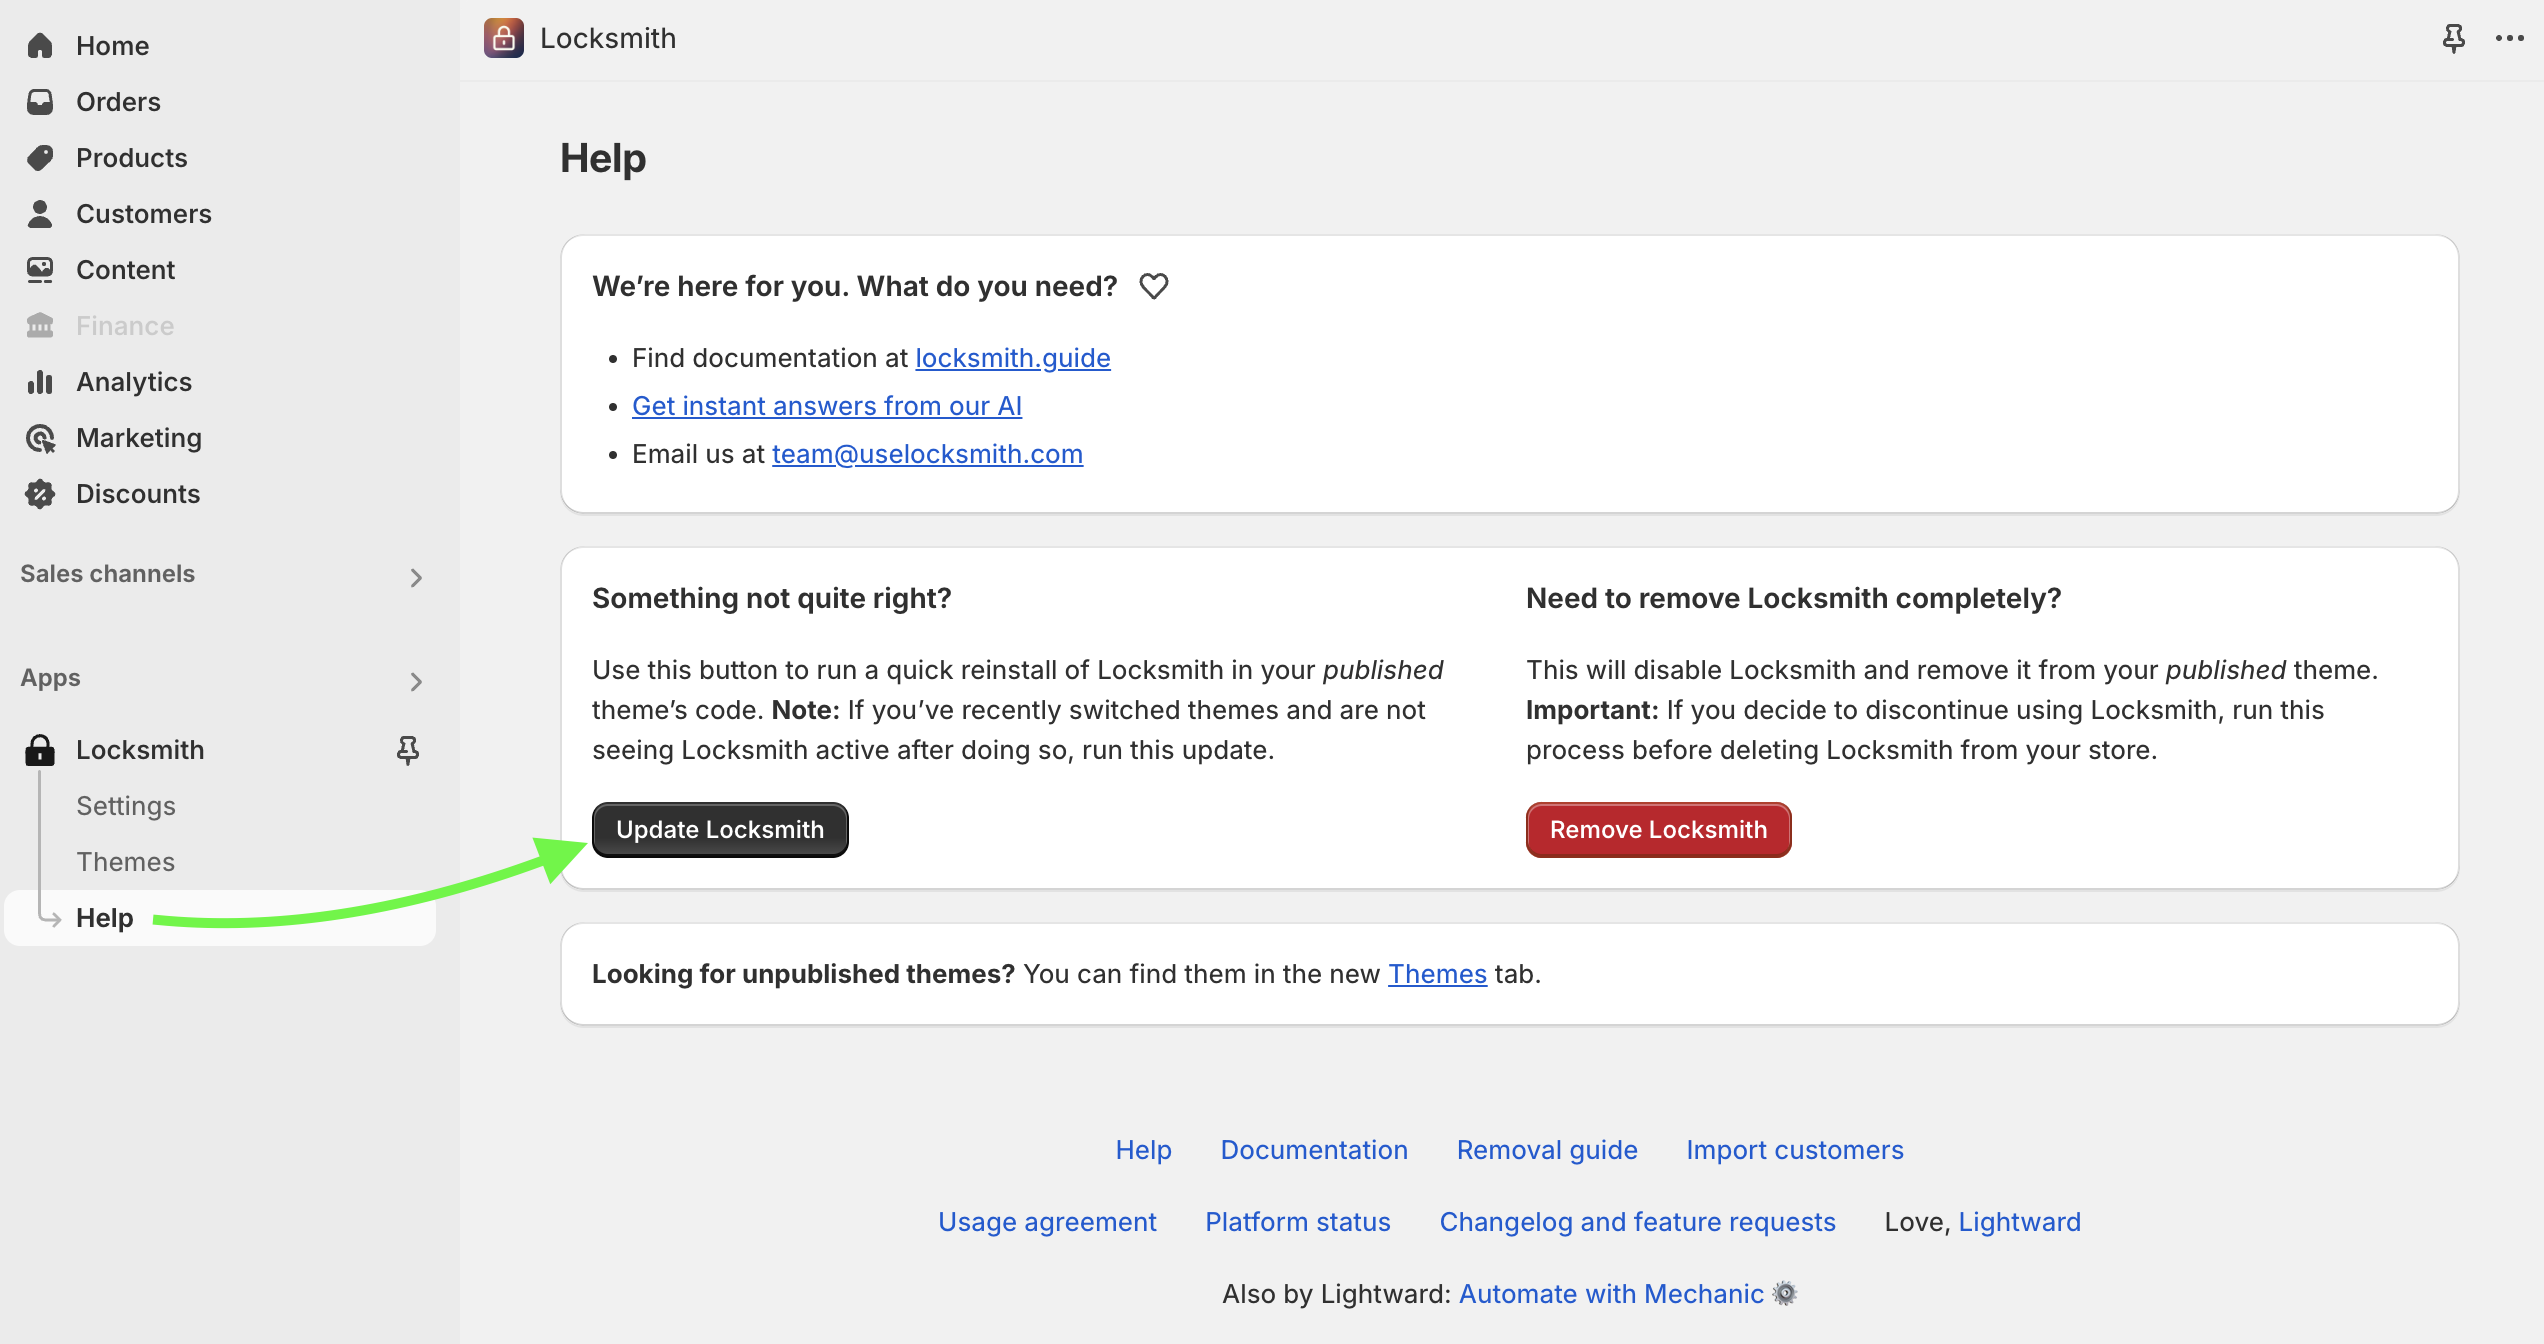 Home
Orders
Products
Customers
Content
Finance
Analytics
Marketing
Discounts
Sales channels
Apps
Locksmith
Settings
Themes
Help
Locksmith
Help
We’re here for you. What do you need?
Find documentation at locksmith.guide
Get instant answers from our AI
Email us at team@uselocksmith.com
Something not quite right?
Use this button to run a quick reinstall of Locksmith in your published
theme’s code. Note: If you’ve recently switched themes and are not
seeing Locksmith active after doing so, run this update.
Update Locksmith
Need to remove Locksmith completely?
This will disable Locksmith and remove it from your published theme.
Important: If you decide to discontinue using Locksmith, run this
process before deleting Locksmith from your store.
Remove Locksmith
Looking for unpublished themes? You can find them in the new Themes tab.
Help Documentation Removal guide Import customers
Usage agreement Platform status Changelog and feature requests Love, Lightward
Also by Lightward: Automate with Mechanic